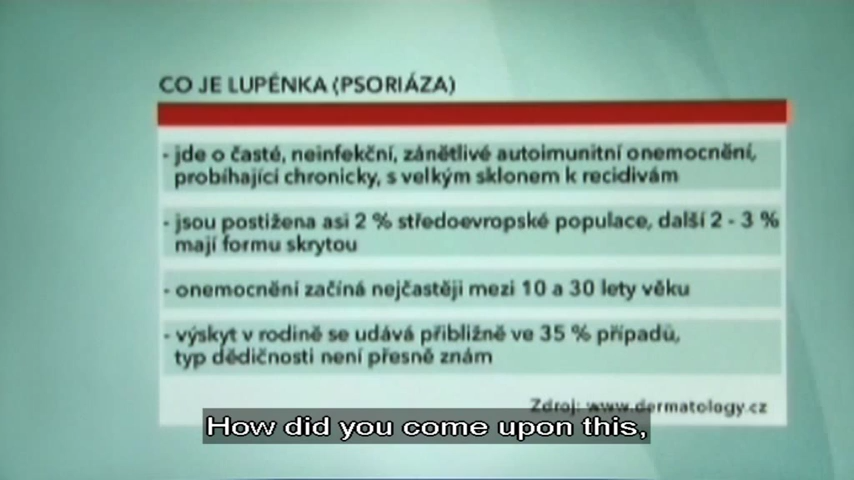 CO JE LUPÉNKA (PSORIÁZA)
- jde o časté, neinfekční, zánětlivé autoimunitní onemocnění,
probíhající chronicky, s velkým sklonem k recidivám
- jsou postižena asi 2 % středoevropské populace, další 2 - 3 %
mají formu skrytou
- onemocnění začíná nejčastěji mezi 10 a 30 lety věku
- výskyt v rodině se udává přibližně ve 35 % případů,
typ dědičnosti není přesně znám
Zdroj: www.dermatology.cz
How did you come upon this,